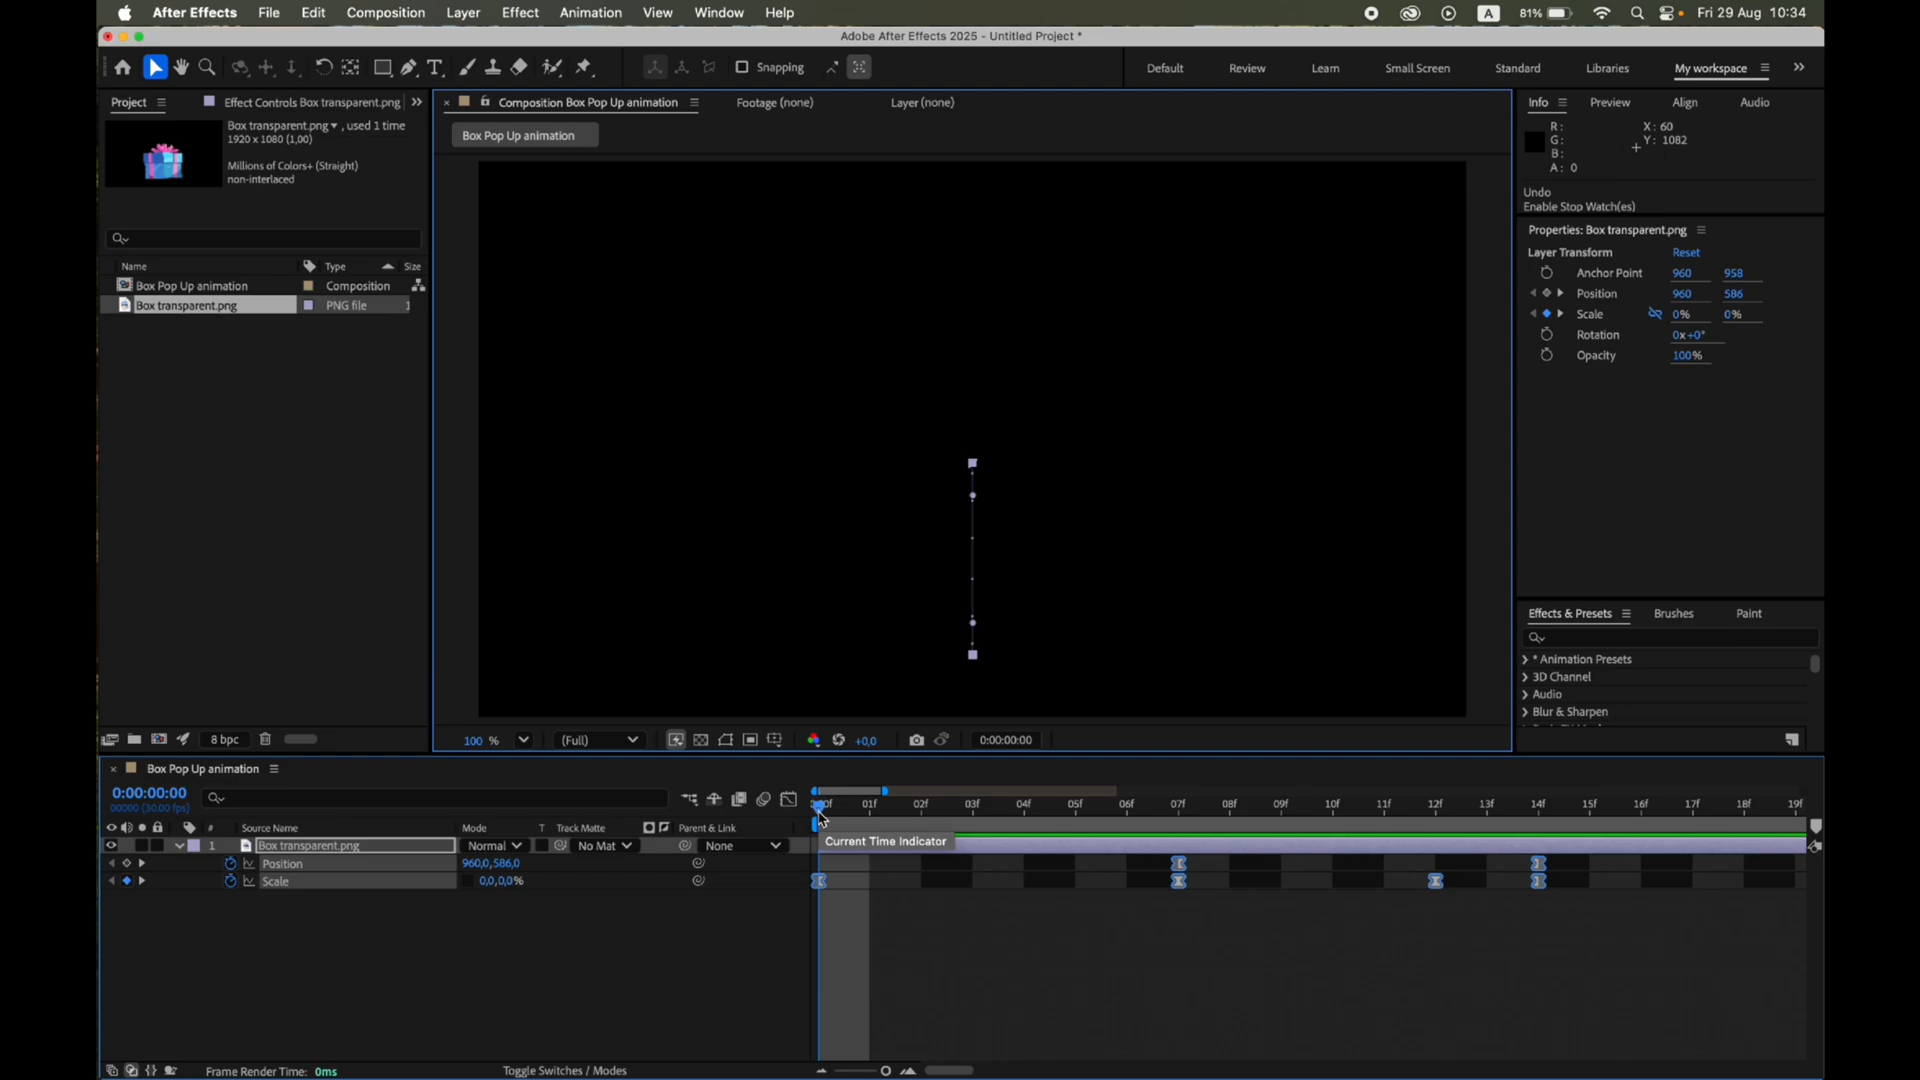 After Effects File Edit Composition Layer Effect Animation View Window Help A 81% Fri 29 Aug 10:34
Adobe After Effects 2025 - Untitled Project *
Snapping Default Review Learn Small Screen Standard Libraries My workspace
Project Effect Controls Box transparent.png Composition Box Pop Up animation Footage (none) Layer (none) Info Preview Align Audio
Box transparent.png , used 1 time
1920 x 1080 (1,00)
Millions of Colors+ (Straight)
non-interlaced
Box Pop Up animation
R: X: 60
G: Y: 1082
B:
A: 0
Undo
Enable Stop Watch(es)
Properties: Box transparent.png
Layer Transform Reset
Anchor Point 960 958
Position 960 586
Scale 0% 0%
Rotation 0x+0°
Opacity 100%
Name Type Size
Box Pop Up animation Composition
Box transparent.png PNG file
Effects & Presets Brushes Paint
* Animation Presets
3D Channel
Audio
Blur & Sharpen
8 bpc 100 % (Full) +0,0 0:00:00:00
Box Pop Up animation
0:00:00:00
00000 (30.00 fps)
01f 02f 03f 04f 05f 06f 07f 08f 09f 10f 11f 12f 13f 14f 15f 16f 17f 18f 19f
# Source Name Mode T Track Matte Parent & Link
1 Box transparent.png Normal No Mat None
Current Time Indicator
Position 960,0,586,0
Scale 0,0,0,0%
Frame Render Time: 0ms Toggle Switches / Modes